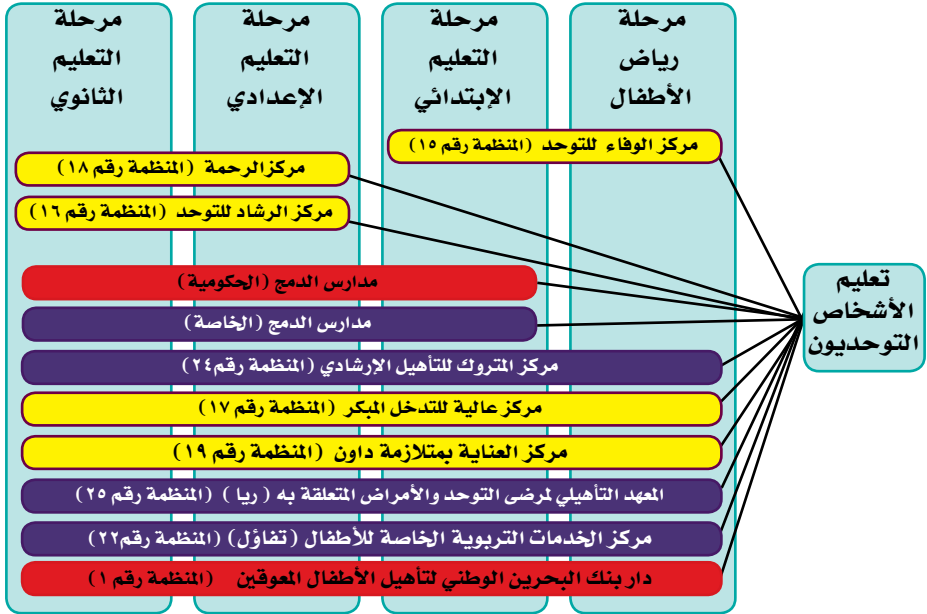 مرحلة
رياض
الأطفال
مرحلة
التعليم
الإبتدائي
مرحلة
التعليم
الإعدادي
مرحلة
التعليم
الثانوي
مركز الوفاء للتوحد (المنظمة رقم ١٥)
مركز الرحمة (المنظمة رقم ١٨)
مركز الرشاد للتوحد (المنظمة رقم ١٦)
مدارس الدمج (الحكومية)
مدارس الدمج (الخاصة)
مركز المتروك للتأهيل الإرشادي (المنظمة رقم٢٤)
مركز عالية للتدخل المبكر (المنظمة رقم ١٧)
مركز العناية بمتلازمة داون (المنظمة رقم ١٩)
المعهد التأهيلي لمرضى التوحد والأمراض المتعلقة به ( ريا ) (المنظمة رقم ٢٥)
مركز الخدمات التربوية الخاصة للأطفال (تفاؤل) (المنظمة رقم٢٢)
دار بنك البحرين الوطني لتأهيل الأطفال المعوقين (المنظمة رقم ١)
تعليم
الأشخاص
التوحديون